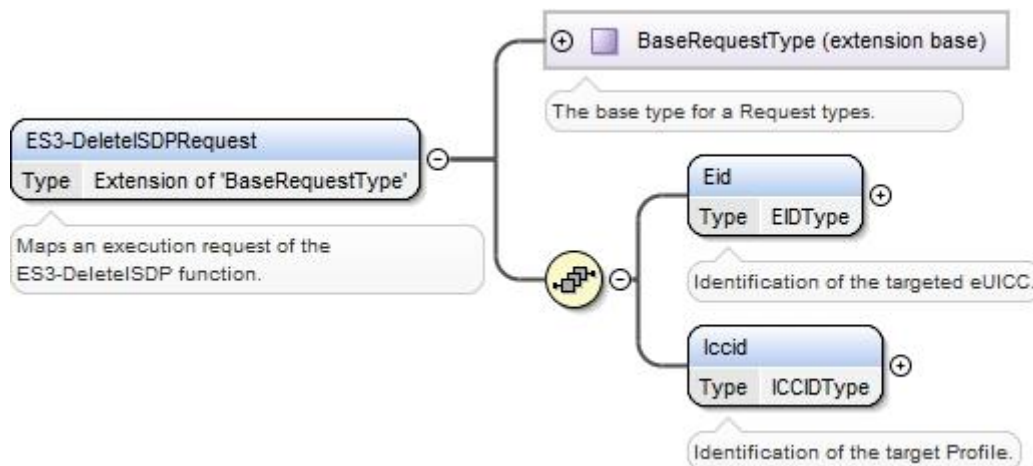 BaseRequestType (extension base)
The base type for a Request types.
ES3-DeleteISDPRequest
Type Extension of 'BaseRequestType'
Maps an execution request of the
ES3-DeleteISDP function.
Eid
Type EIDType
Identification of the targeted eUICC.
Iccid
Type ICCIDType
Identification of the target Profile.